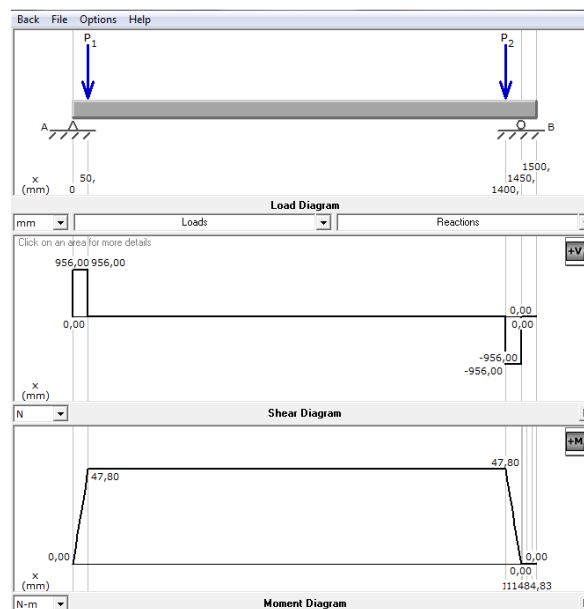 Back File Options Help
P1 P2
A B
x
(mm) 0 50, 1400, 1450, 1500,
Load Diagram
mm Loads Reactions
Click on an area for more details
+V
956,00 956,00
0,00 0,00
0,00
-956,00
-956,00
x
(mm)
N Shear Diagram
+M
47,80 47,80
0,00 0,00
0,00
x
(mm) 111484,83
N-m Moment Diagram